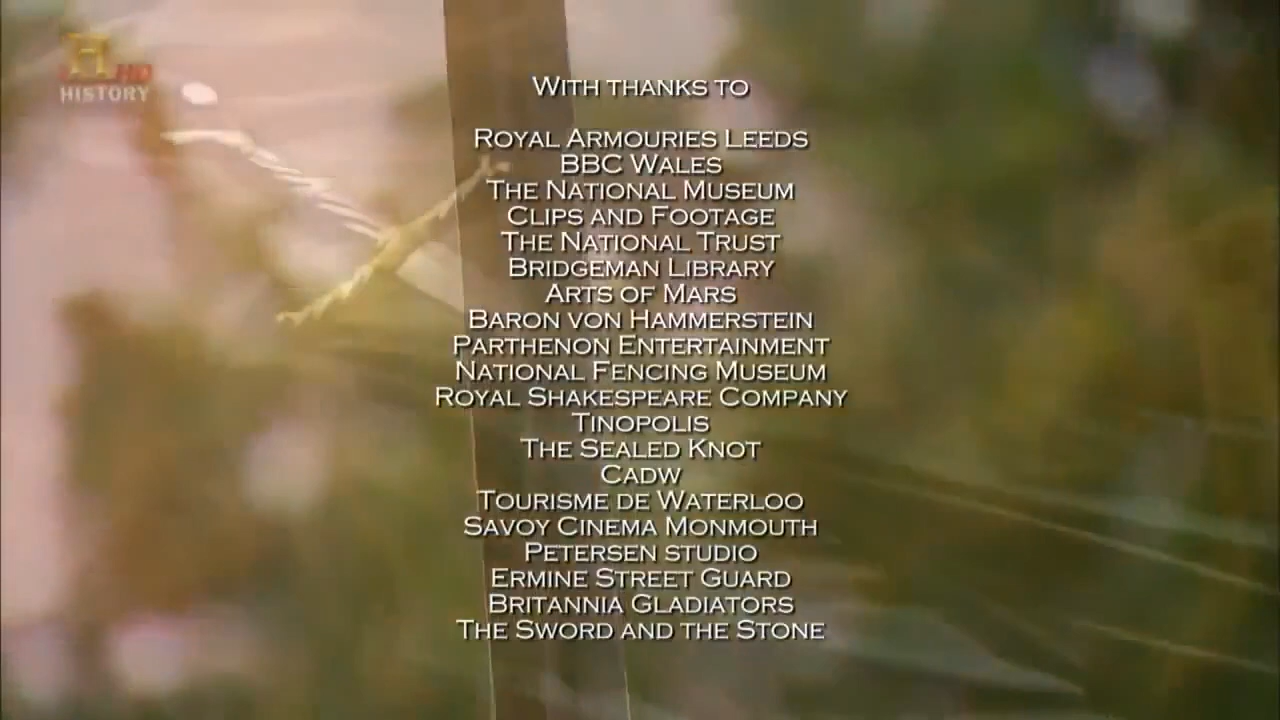 H HD
HISTORY
WITH THANKS TO
ROYAL ARMOURIES LEEDS
BBC WALES
THE NATIONAL MUSEUM
CLIPS AND FOOTAGE
THE NATIONAL TRUST
BRIDGEMAN LIBRARY
ARTS OF MARS
BARON VON HAMMERSTEIN
PARTHENON ENTERTAINMENT
NATIONAL FENCING MUSEUM
ROYAL SHAKESPEARE COMPANY
TINOPOLIS
THE SEALED KNOT
CADW
TOURISME DE WATERLOO
SAVOY CINEMA MONMOUTH
PETERSEN STUDIO
ERMINE STREET GUARD
BRITANNIA GLADIATORS
THE SWORD AND THE STONE